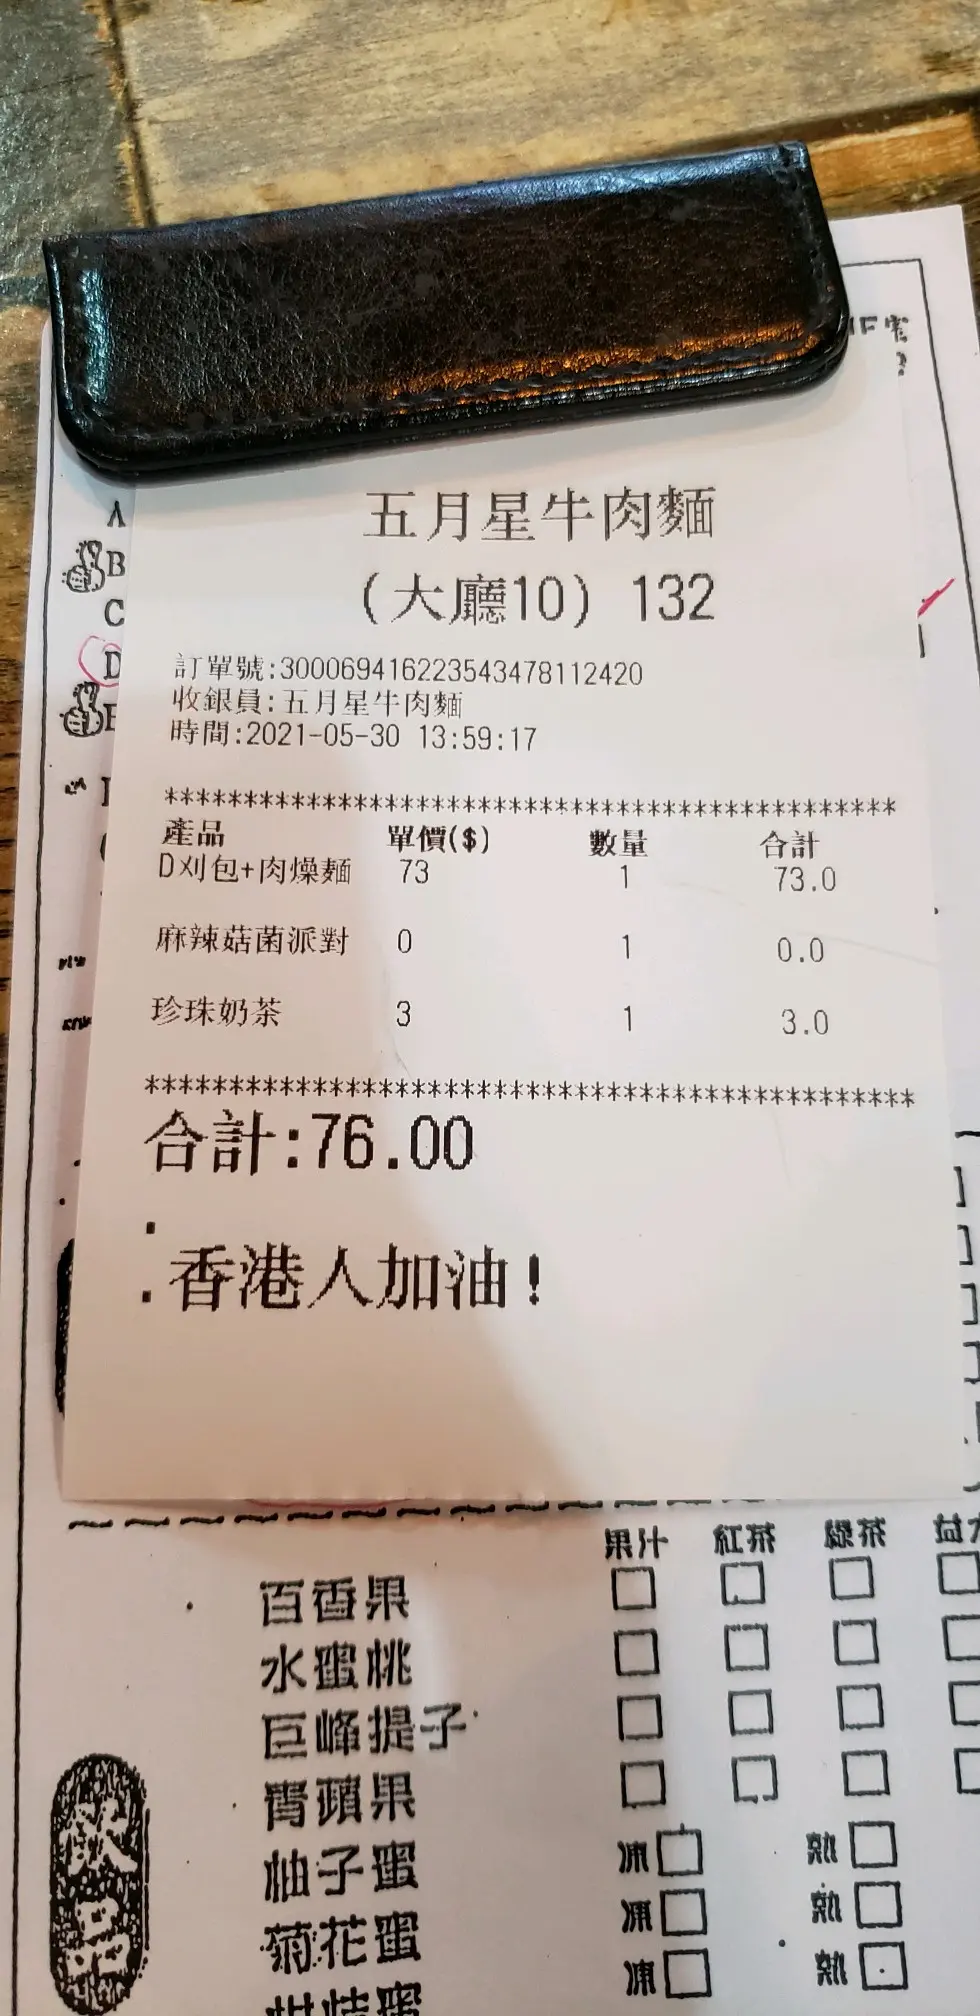 五月星牛肉麵
(大廳10) 132
訂單號:3000694162235433478112420
收銀員:五月星牛肉麵
時間:2021-05-30 13:59:17
********************************************
產品 單價($) 數量 合計
D刈包+肉燥麵 73 1 73.0
麻辣菇菌派對 0 1 0.0
珍珠奶茶 3 1 3.0
********************************************
合計:76.00
香港人加油!
A
B
C
D
果汁 紅茶 綠茶
百香果
水蜜桃
巨峰提子
青蘋果
柚子蜜 凍 熱
菊花蜜 凍 熱
凍 熱